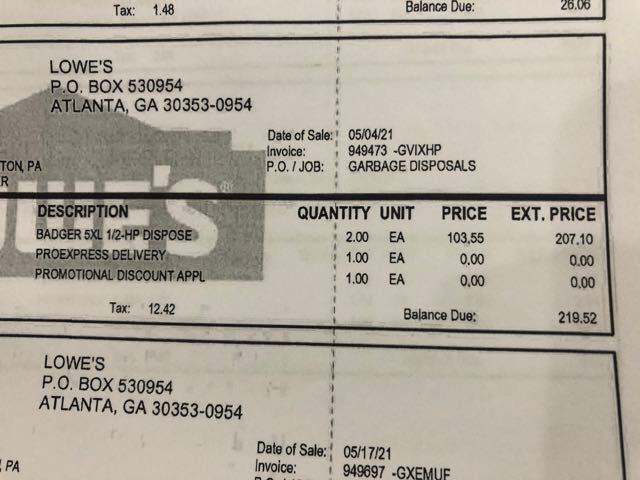 Tax: 1.48 Balance Due: 26.06
LOWE'S
P.O. BOX 530954
ATLANTA, GA 30353-0954
Date of Sale: 05/04/21
Invoice: 949473 -GVIXHP
TON, PA P.O. / JOB: GARBAGE DISPOSALS
R
DESCRIPTION QUANTITY UNIT PRICE EXT. PRICE
BADGER 5XL 1/2-HP DISPOSE 2.00 EA 103.55 207.10
PROEXPRESS DELIVERY 1.00 EA 0.00 0.00
PROMOTIONAL DISCOUNT APPL 1.00 EA 0.00 0.00
WE'S®
Tax: 12.42 Balance Due: 219.52
LOWE'S
P.O. BOX 530954
ATLANTA, GA 30353-0954
Date of Sale: 05/17/21
, PA Invoice: 949697 -GXEMUF